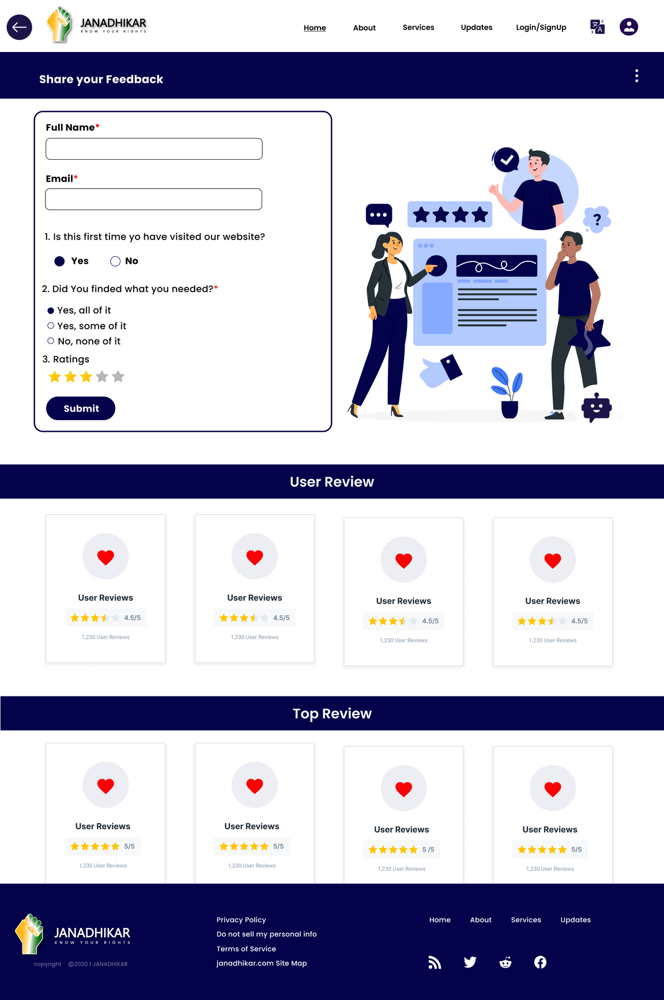 JANADHIKAR
KNOW YOUR RIGHTS
Home About Services Updates Login/SignUp
文 A
Share your Feedback
Full Name*
Email*
1. Is this first time yo have visited our website?
Yes No
2. Did You finded what you needed?*
Yes, all of it
Yes, some of it
No, none of it
3. Ratings
Submit
?
User Review
User Reviews User Reviews User Reviews User Reviews
4.5/5 4.5/5 4.5/5 4.5/5
1,230 User Reviews 1,230 User Reviews 1,230 User Reviews 1,230 User Reviews
Top Review
User Reviews User Reviews User Reviews User Reviews
5/5 5/5 5 /5 5/5
1,230 User Reviews 1,230 User Reviews 1,230 User Reviews 1,230 User Reviews
JANADHIKAR
KNOW YOUR RIGHTS
copyright ©2020 | JANADHIKAR
Privacy Policy
Do not sell my personal info
Terms of Service
janadhikar.com Site Map
Home About Services Updates